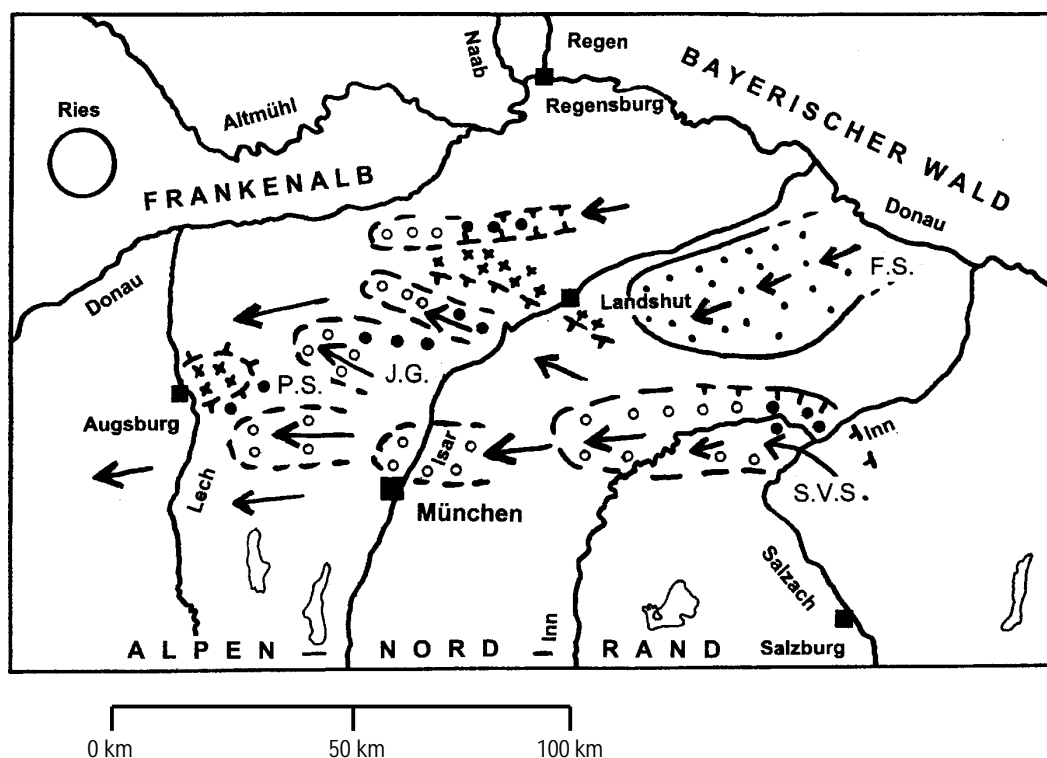 Naab
Regen
BAYERISCHER WALD
Ries
Altmühl
Regensburg
FRANKENALB
Donau
F.S.
Donau
Landshut
P.S.
J.G.
Augsburg
Isar
Inn
Lech
München
S.V.S.
Salzach
Inn
ALPEN – NORD – RAND
Salzburg
0 km 50 km 100 km